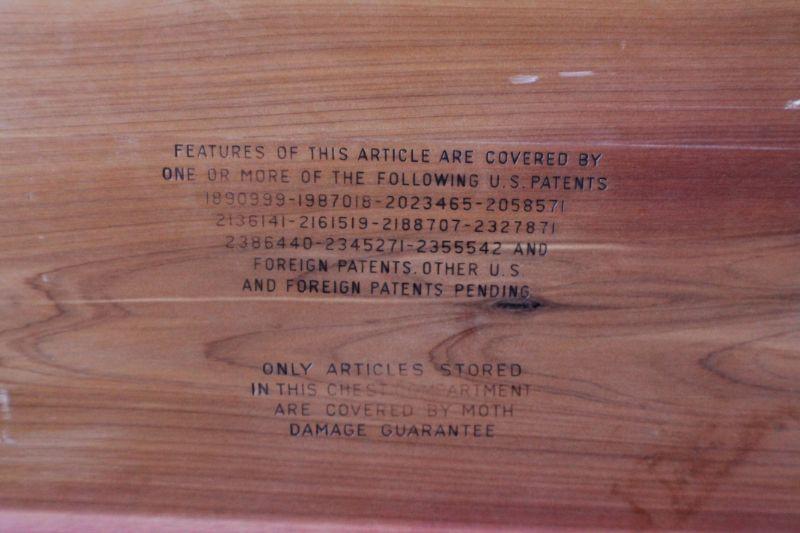 FEATURES OF THIS ARTICLE ARE COVERED BY
ONE OR MORE OF THE FOLLOWING U.S. PATENTS
1890999-1987018-2023465-2058571
2136141-2161519-2188707-2327871
2386440-2345271-2355542 AND
FOREIGN PATENTS. OTHER U.S.
AND FOREIGN PATENTS PENDING.
ONLY ARTICLES STORED
IN THIS CHEST COMPARTMENT
ARE COVERED BY MOTH
DAMAGE GUARANTEE